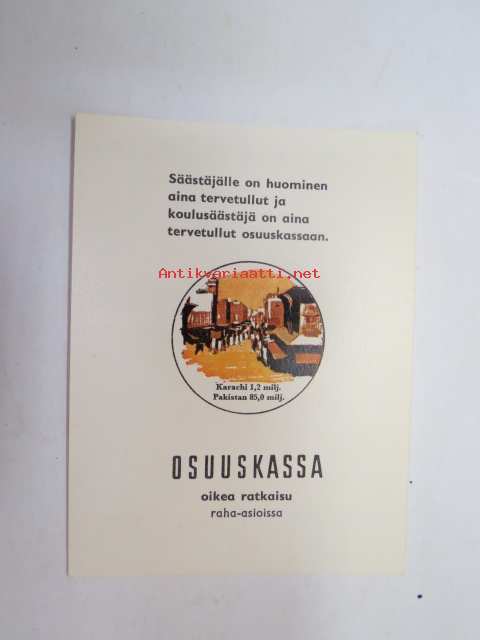 Säästäjälle on huominen
aina tervetullut ja
koulusäästäjä on aina
tervetullut osuuskassaan.
Antikvariaatti.net
Karachi 1,2 milj.
Pakistan 85,0 milj.
OSUUSKASSA
oikea ratkaisu
raha-asioissa